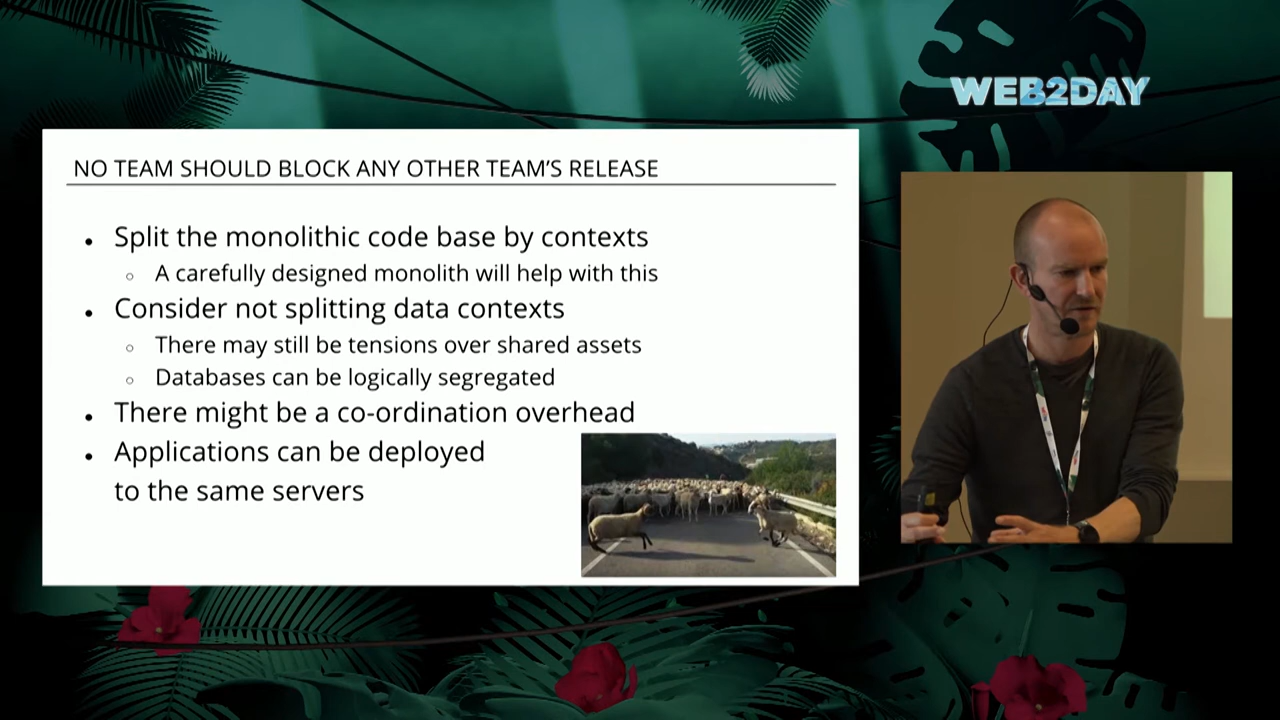 WEB2DAY
NO TEAM SHOULD BLOCK ANY OTHER TEAM’S RELEASE
Split the monolithic code base by contexts
A carefully designed monolith will help with this
Consider not splitting data contexts
There may still be tensions over shared assets
Databases can be logically segregated
There might be a co-ordination overhead
Applications can be deployed
to the same servers